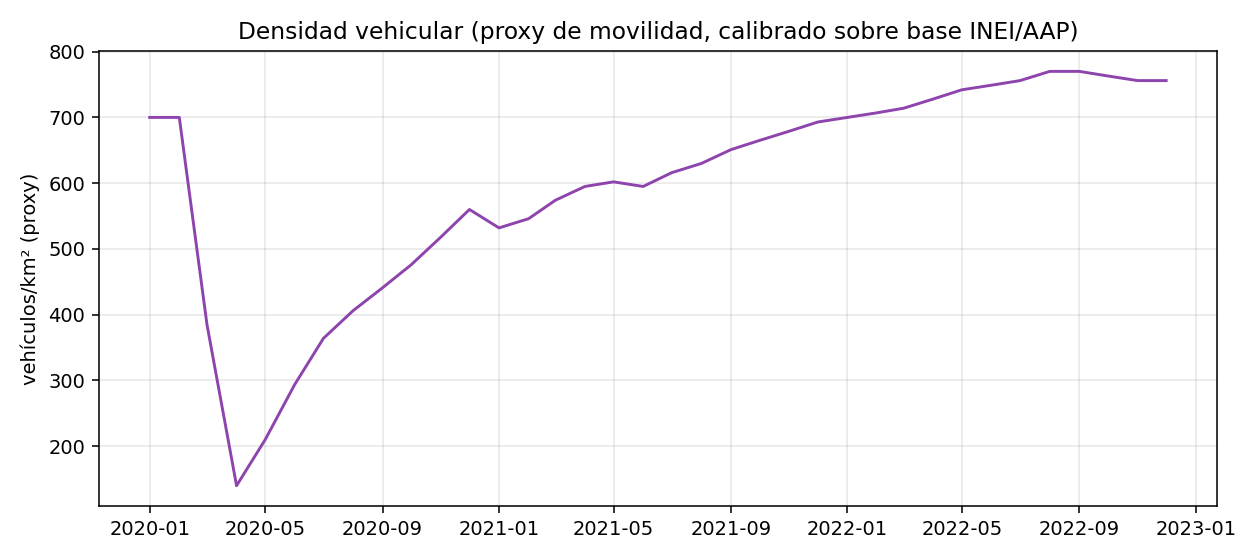 Densidad vehicular (proxy de movilidad, calibrado sobre base INEI/AAP)
vehículos/km² (proxy)
800
700
600
500
400
300
200
2020-01 2020-05 2020-09 2021-01 2021-05 2021-09 2022-01 2022-05 2022-09 2023-01